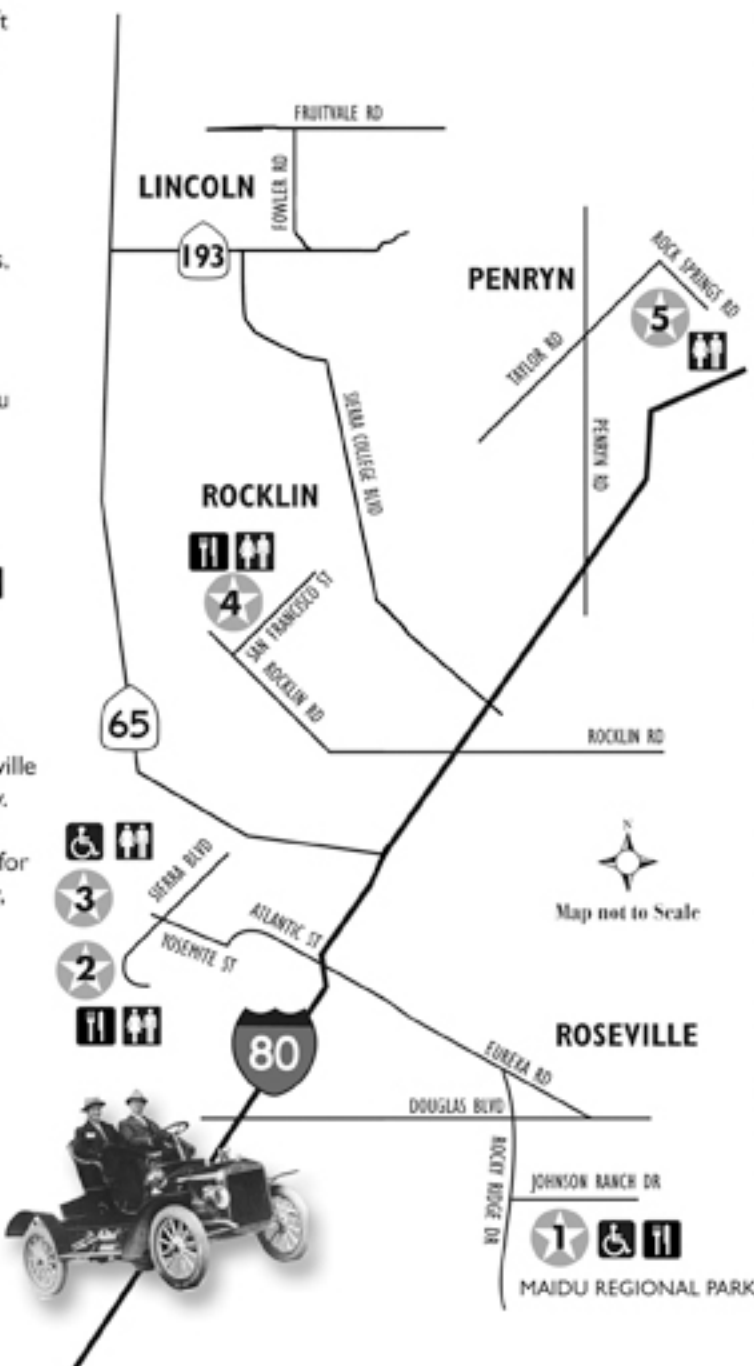 FRUITVALE RD
FOWLER RD
LINCOLN
193
PENRYN
ROCK SPRINGS RD
5
TAYLOR RD
SIERRA COLLEGE BLVD
PENRYN RD
ROCKLIN
4
SAN FRANCISCO ST
ROCKLIN RD
65
ROCKLIN RD
ville
for
SIERRA BLVD
3
N
Map not to Scale
ATLANTIC ST
YOSEMITE ST
2
80
ROSEVILLE
EUREKA RD
DOUGLAS BLVD
ROCKY RIDGE DR
JOHNSON RANCH DR
1
MAIDU REGIONAL PARK